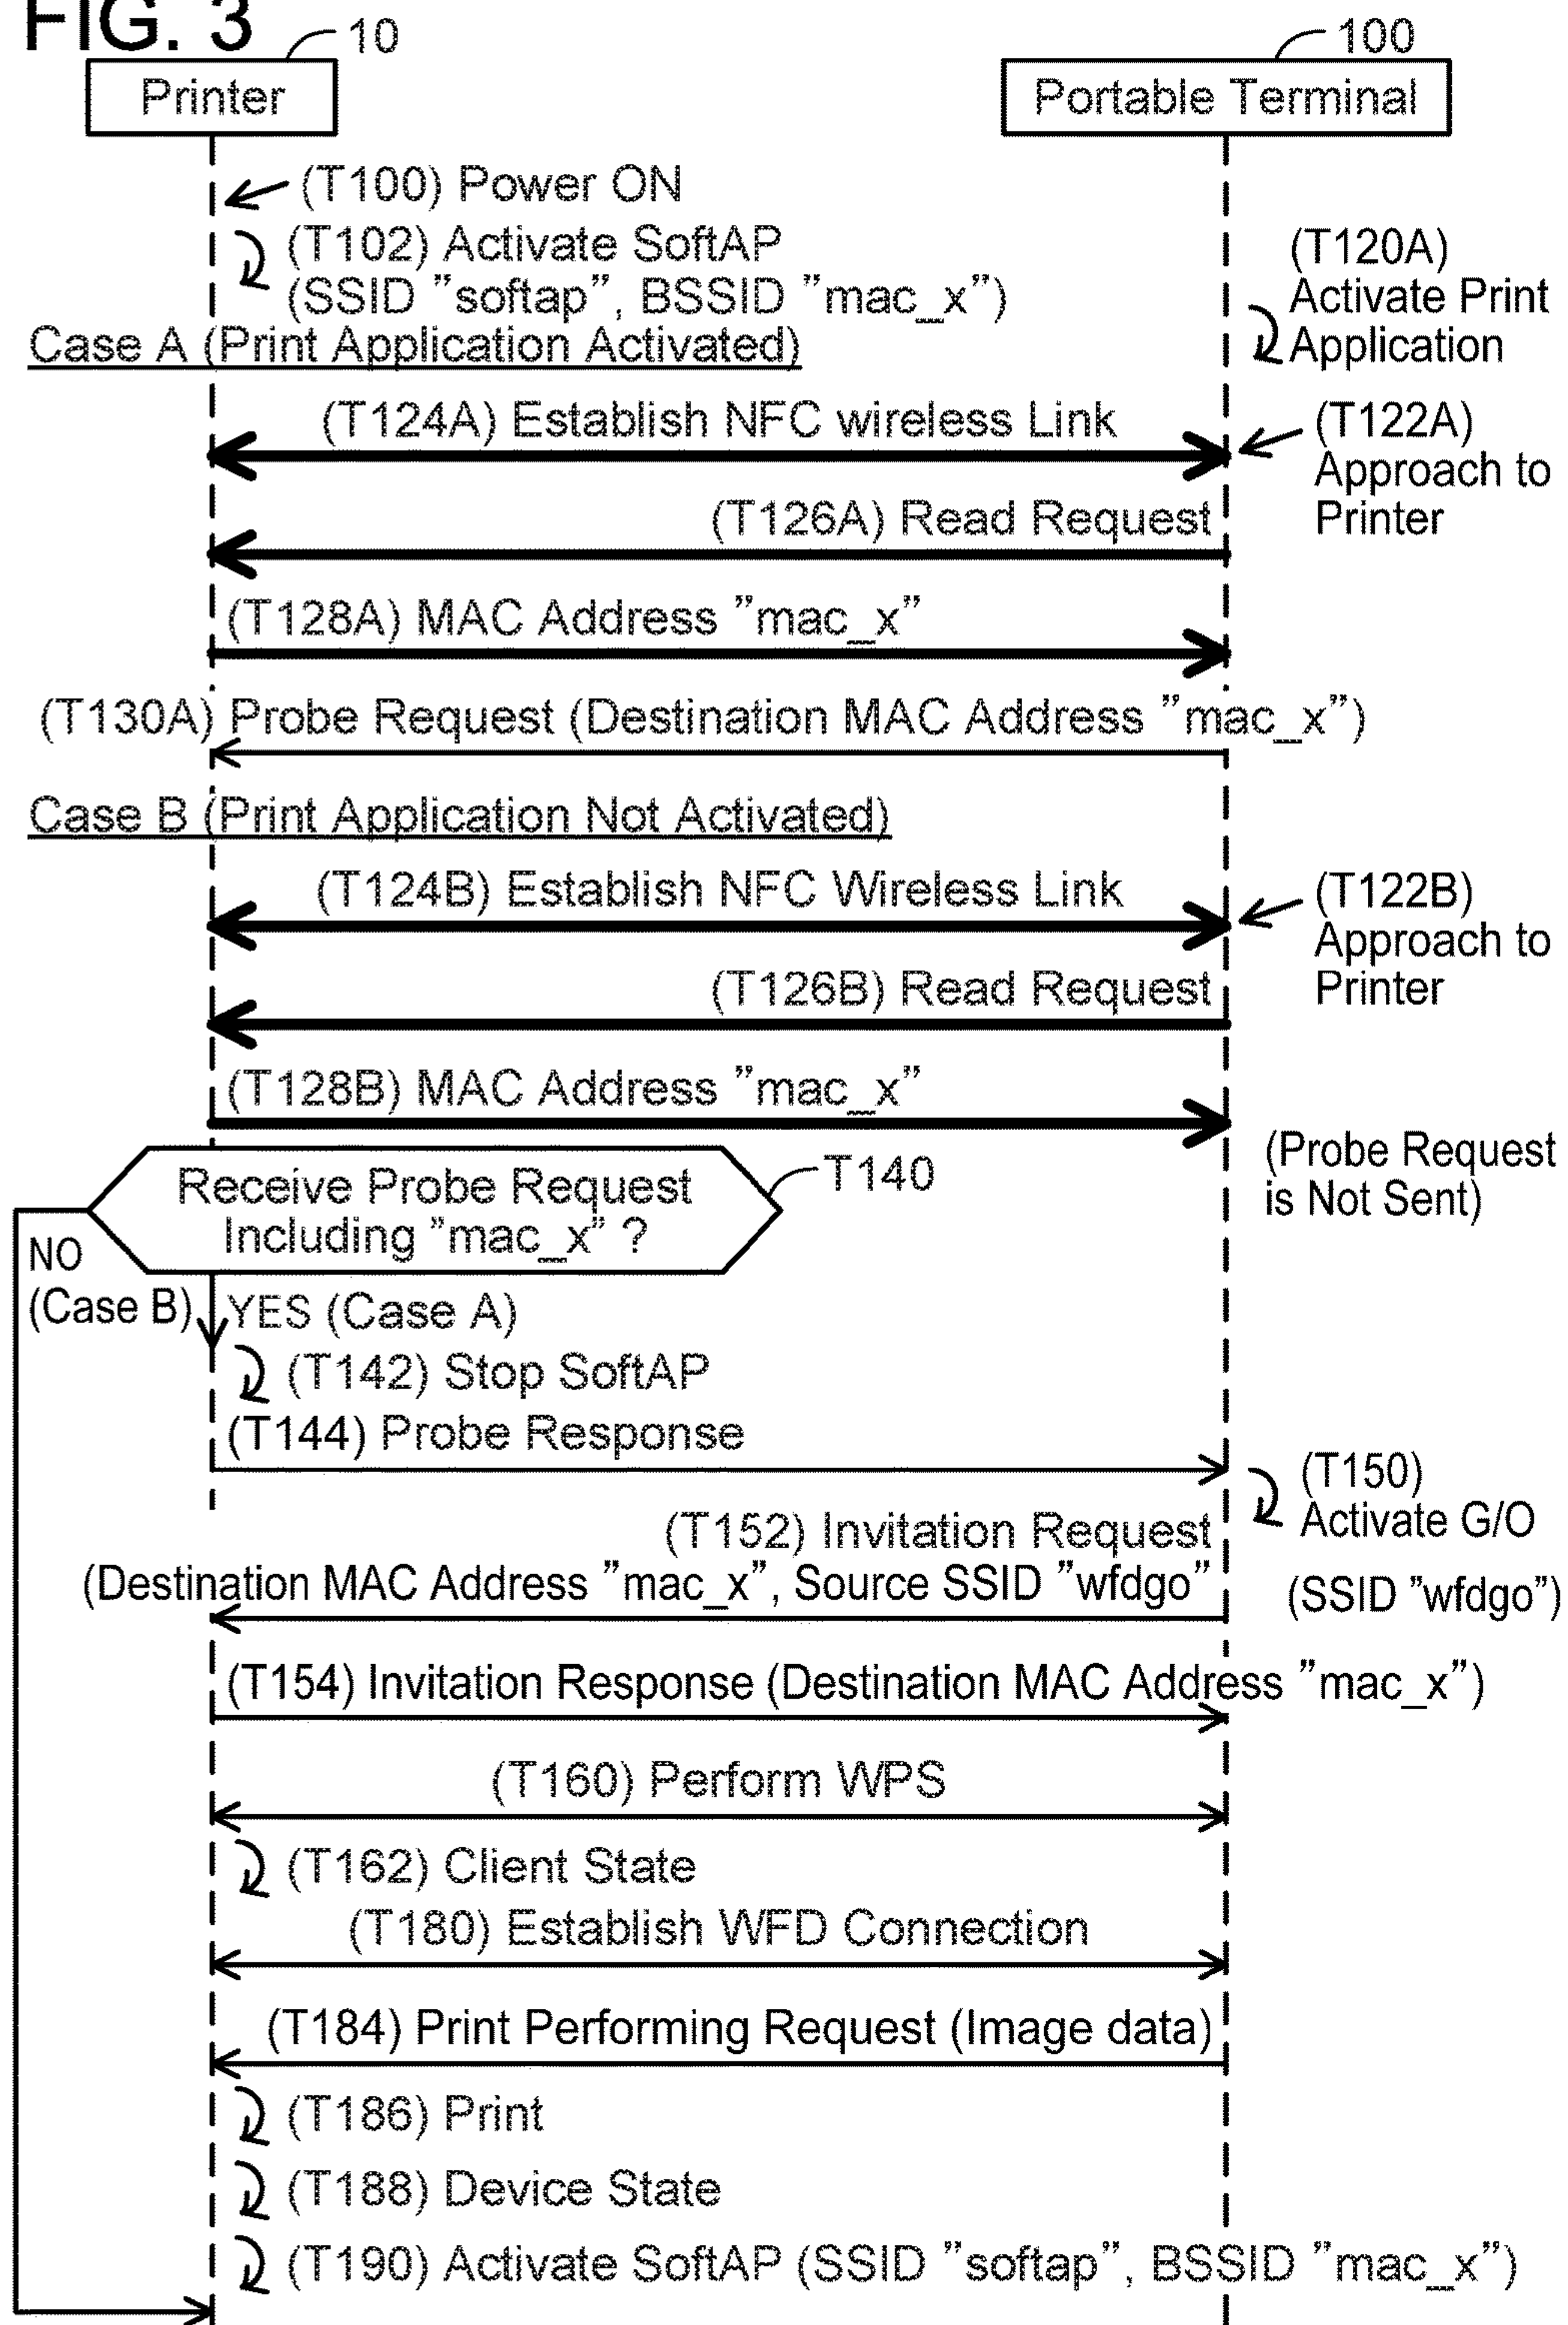 FIG. 3
10
100
Printer
Portable Terminal
(T100) Power ON
(T102) Activate SoftAP
(SSID "softap", BSSID "mac_x")
(T120A)
Activate Print
Application
Case A (Print Application Activated)
(T124A) Establish NFC wireless Link
(T122A)
Approach to
Printer
(T126A) Read Request
(T128A) MAC Address "mac_x"
(T130A) Probe Request (Destination MAC Address "mac_x")
Case B (Print Application Not Activated)
(T124B) Establish NFC Wireless Link
(T122B)
Approach to
Printer
(T126B) Read Request
(T128B) MAC Address "mac_x"
(Probe Request
is Not Sent)
Receive Probe Request
Including "mac_x" ?
T140
NO
(Case B)
YES (Case A)
(T142) Stop SoftAP
(T144) Probe Response
(T150)
Activate G/O
(SSID "wfdgo")
(T152) Invitation Request
(Destination MAC Address "mac_x", Source SSID "wfdgo"
(T154) Invitation Response (Destination MAC Address "mac_x")
(T160) Perform WPS
(T162) Client State
(T180) Establish WFD Connection
(T184) Print Performing Request (Image data)
(T186) Print
(T188) Device State
(T190) Activate SoftAP (SSID "softap", BSSID "mac_x")